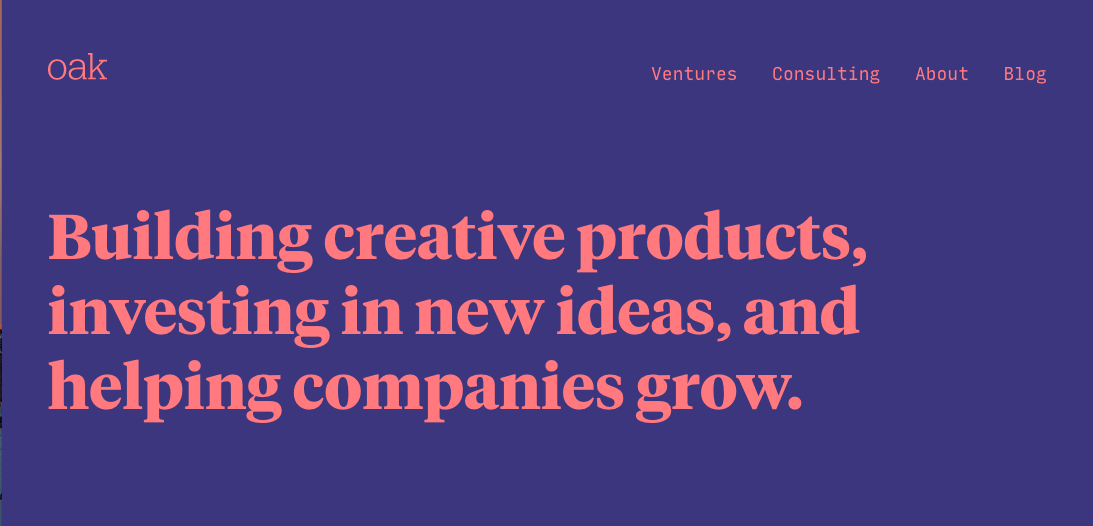 oak
Ventures Consulting About Blog
Building creative products,
investing in new ideas, and
helping companies grow.